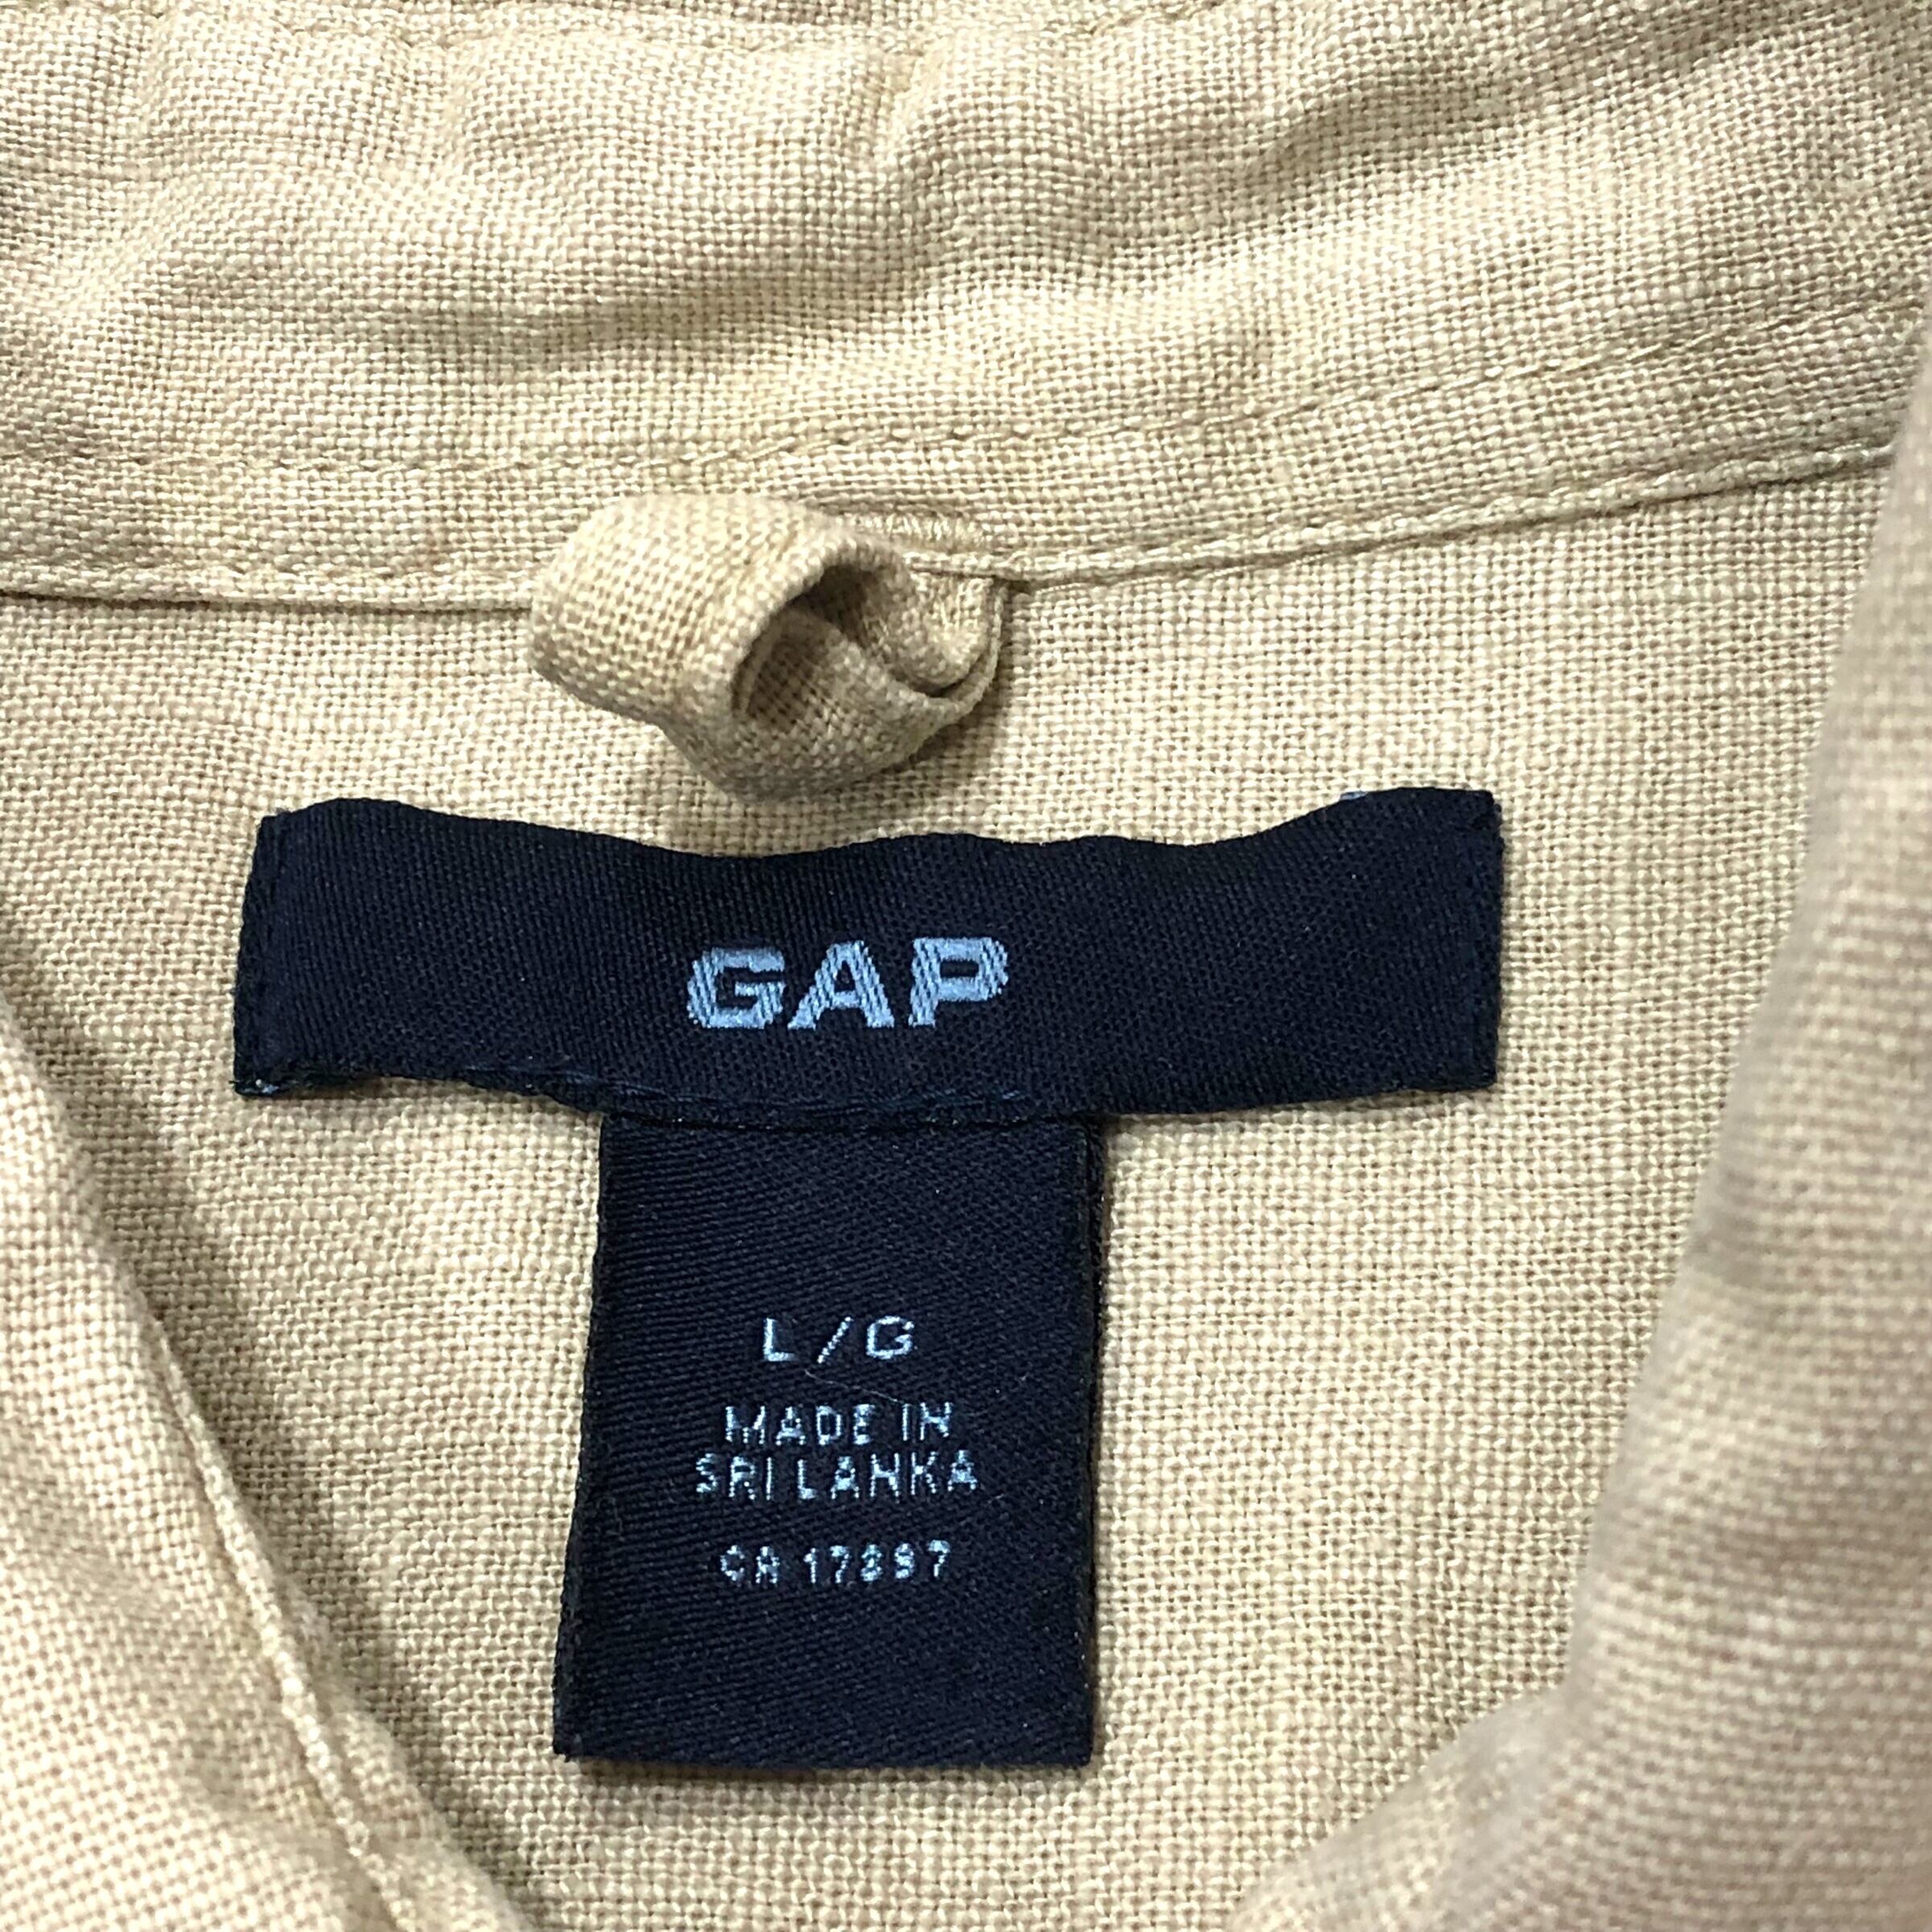 GAP
L/G
MADE IN
SRI LANKA
CA 17897